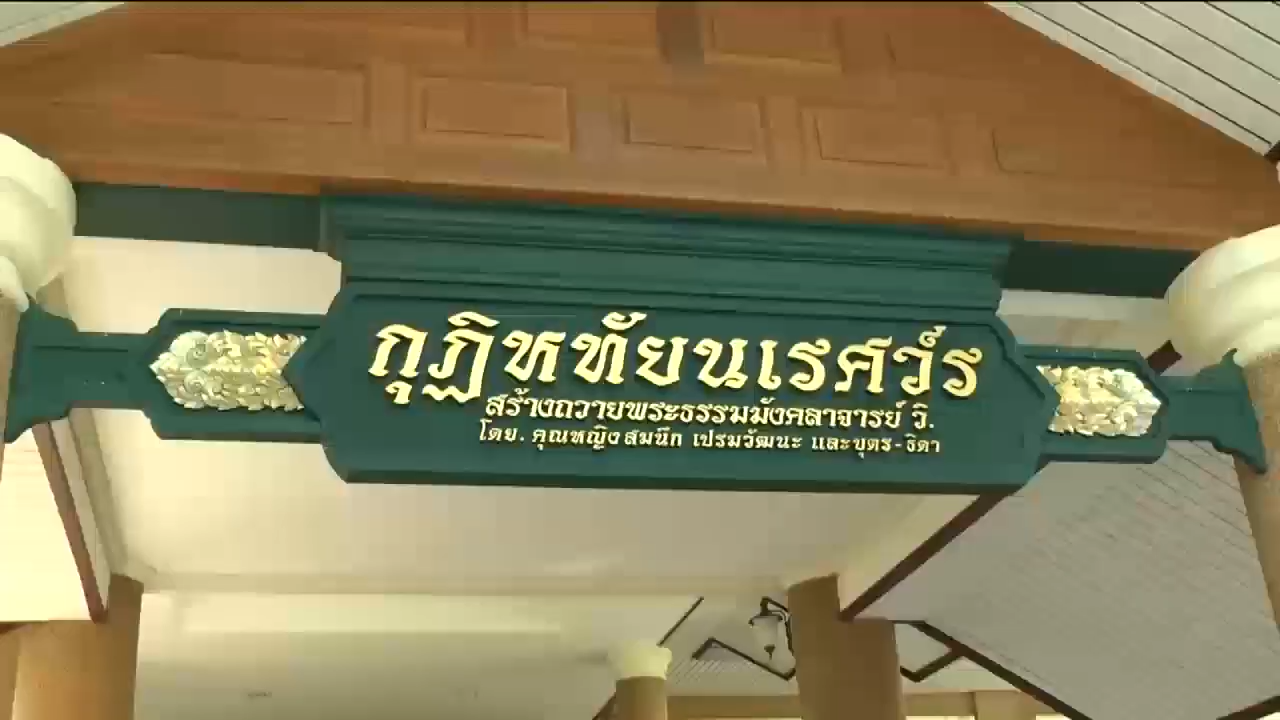 กุฏิหทัยนเรศวร์
สร้างถวายพระธรรมมังคลาจารย์ วิ.
โดย. คุณหญิงสมนึก เปรมวัฒนะ และบุตร-ธิดา